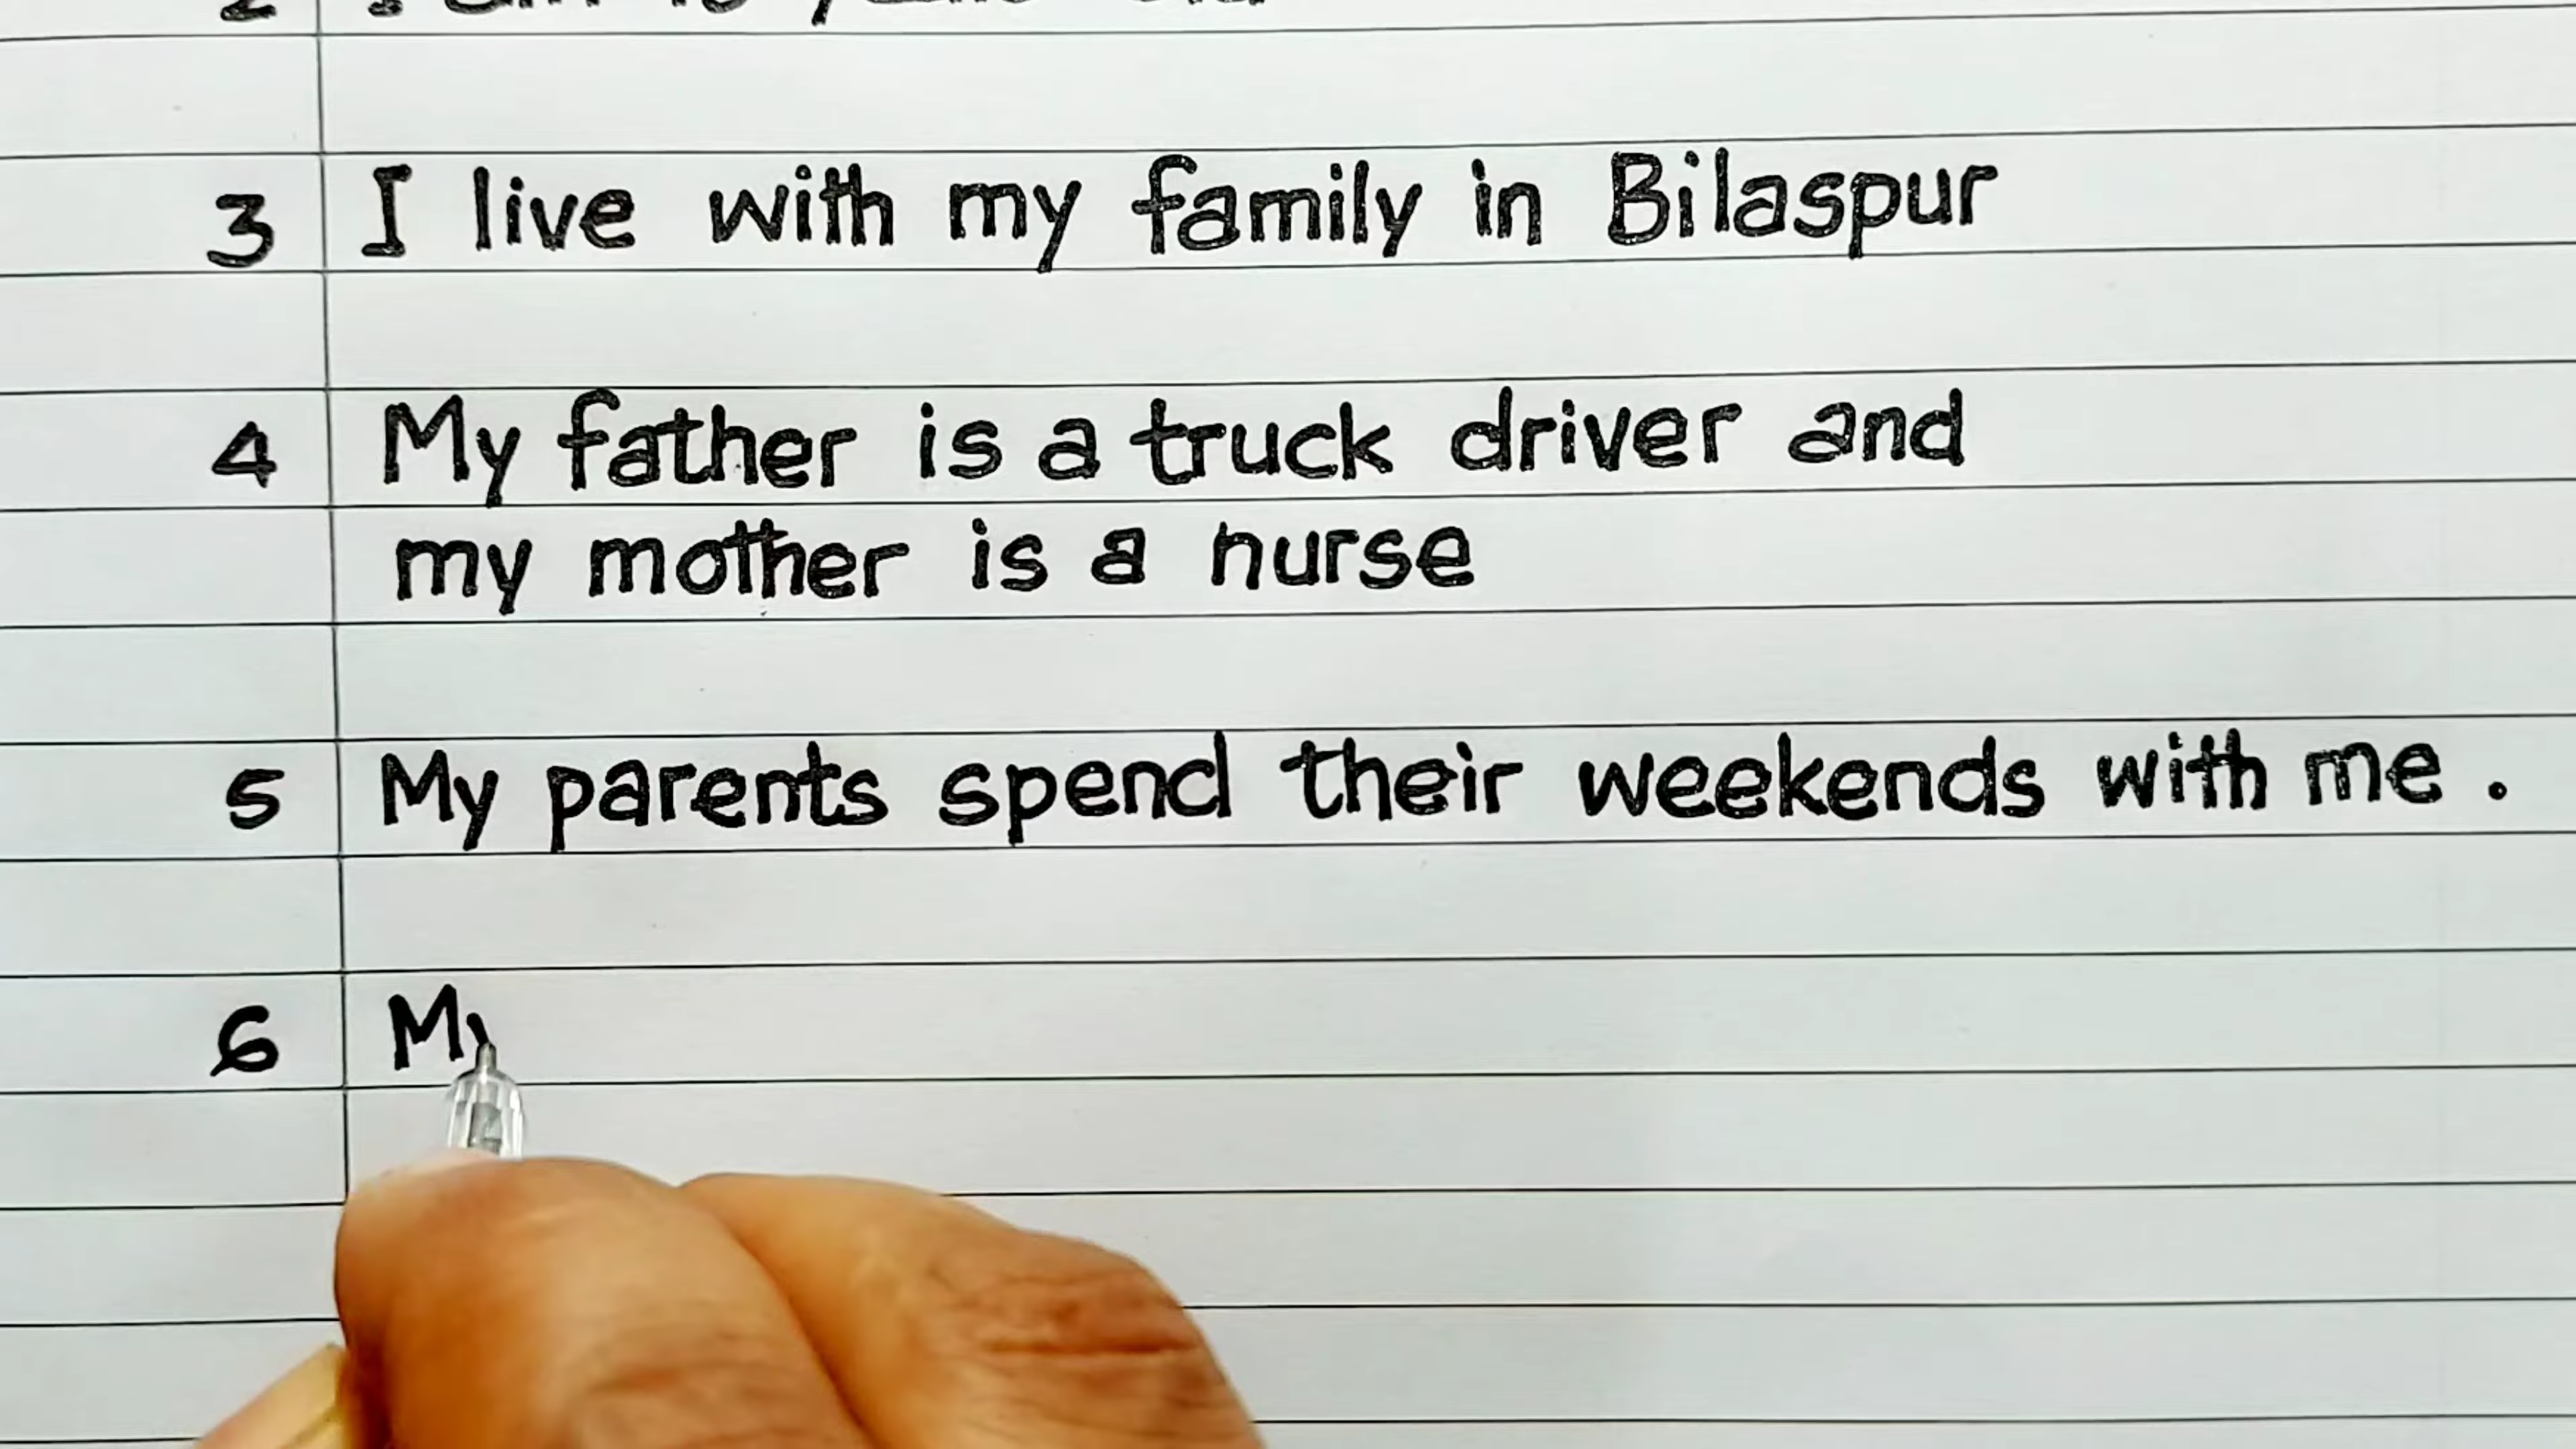 3 I live with my family in Bilaspur
4 My father is a truck driver and
my mother is a nurse
5 My parents spend their weekends with me .
6 My